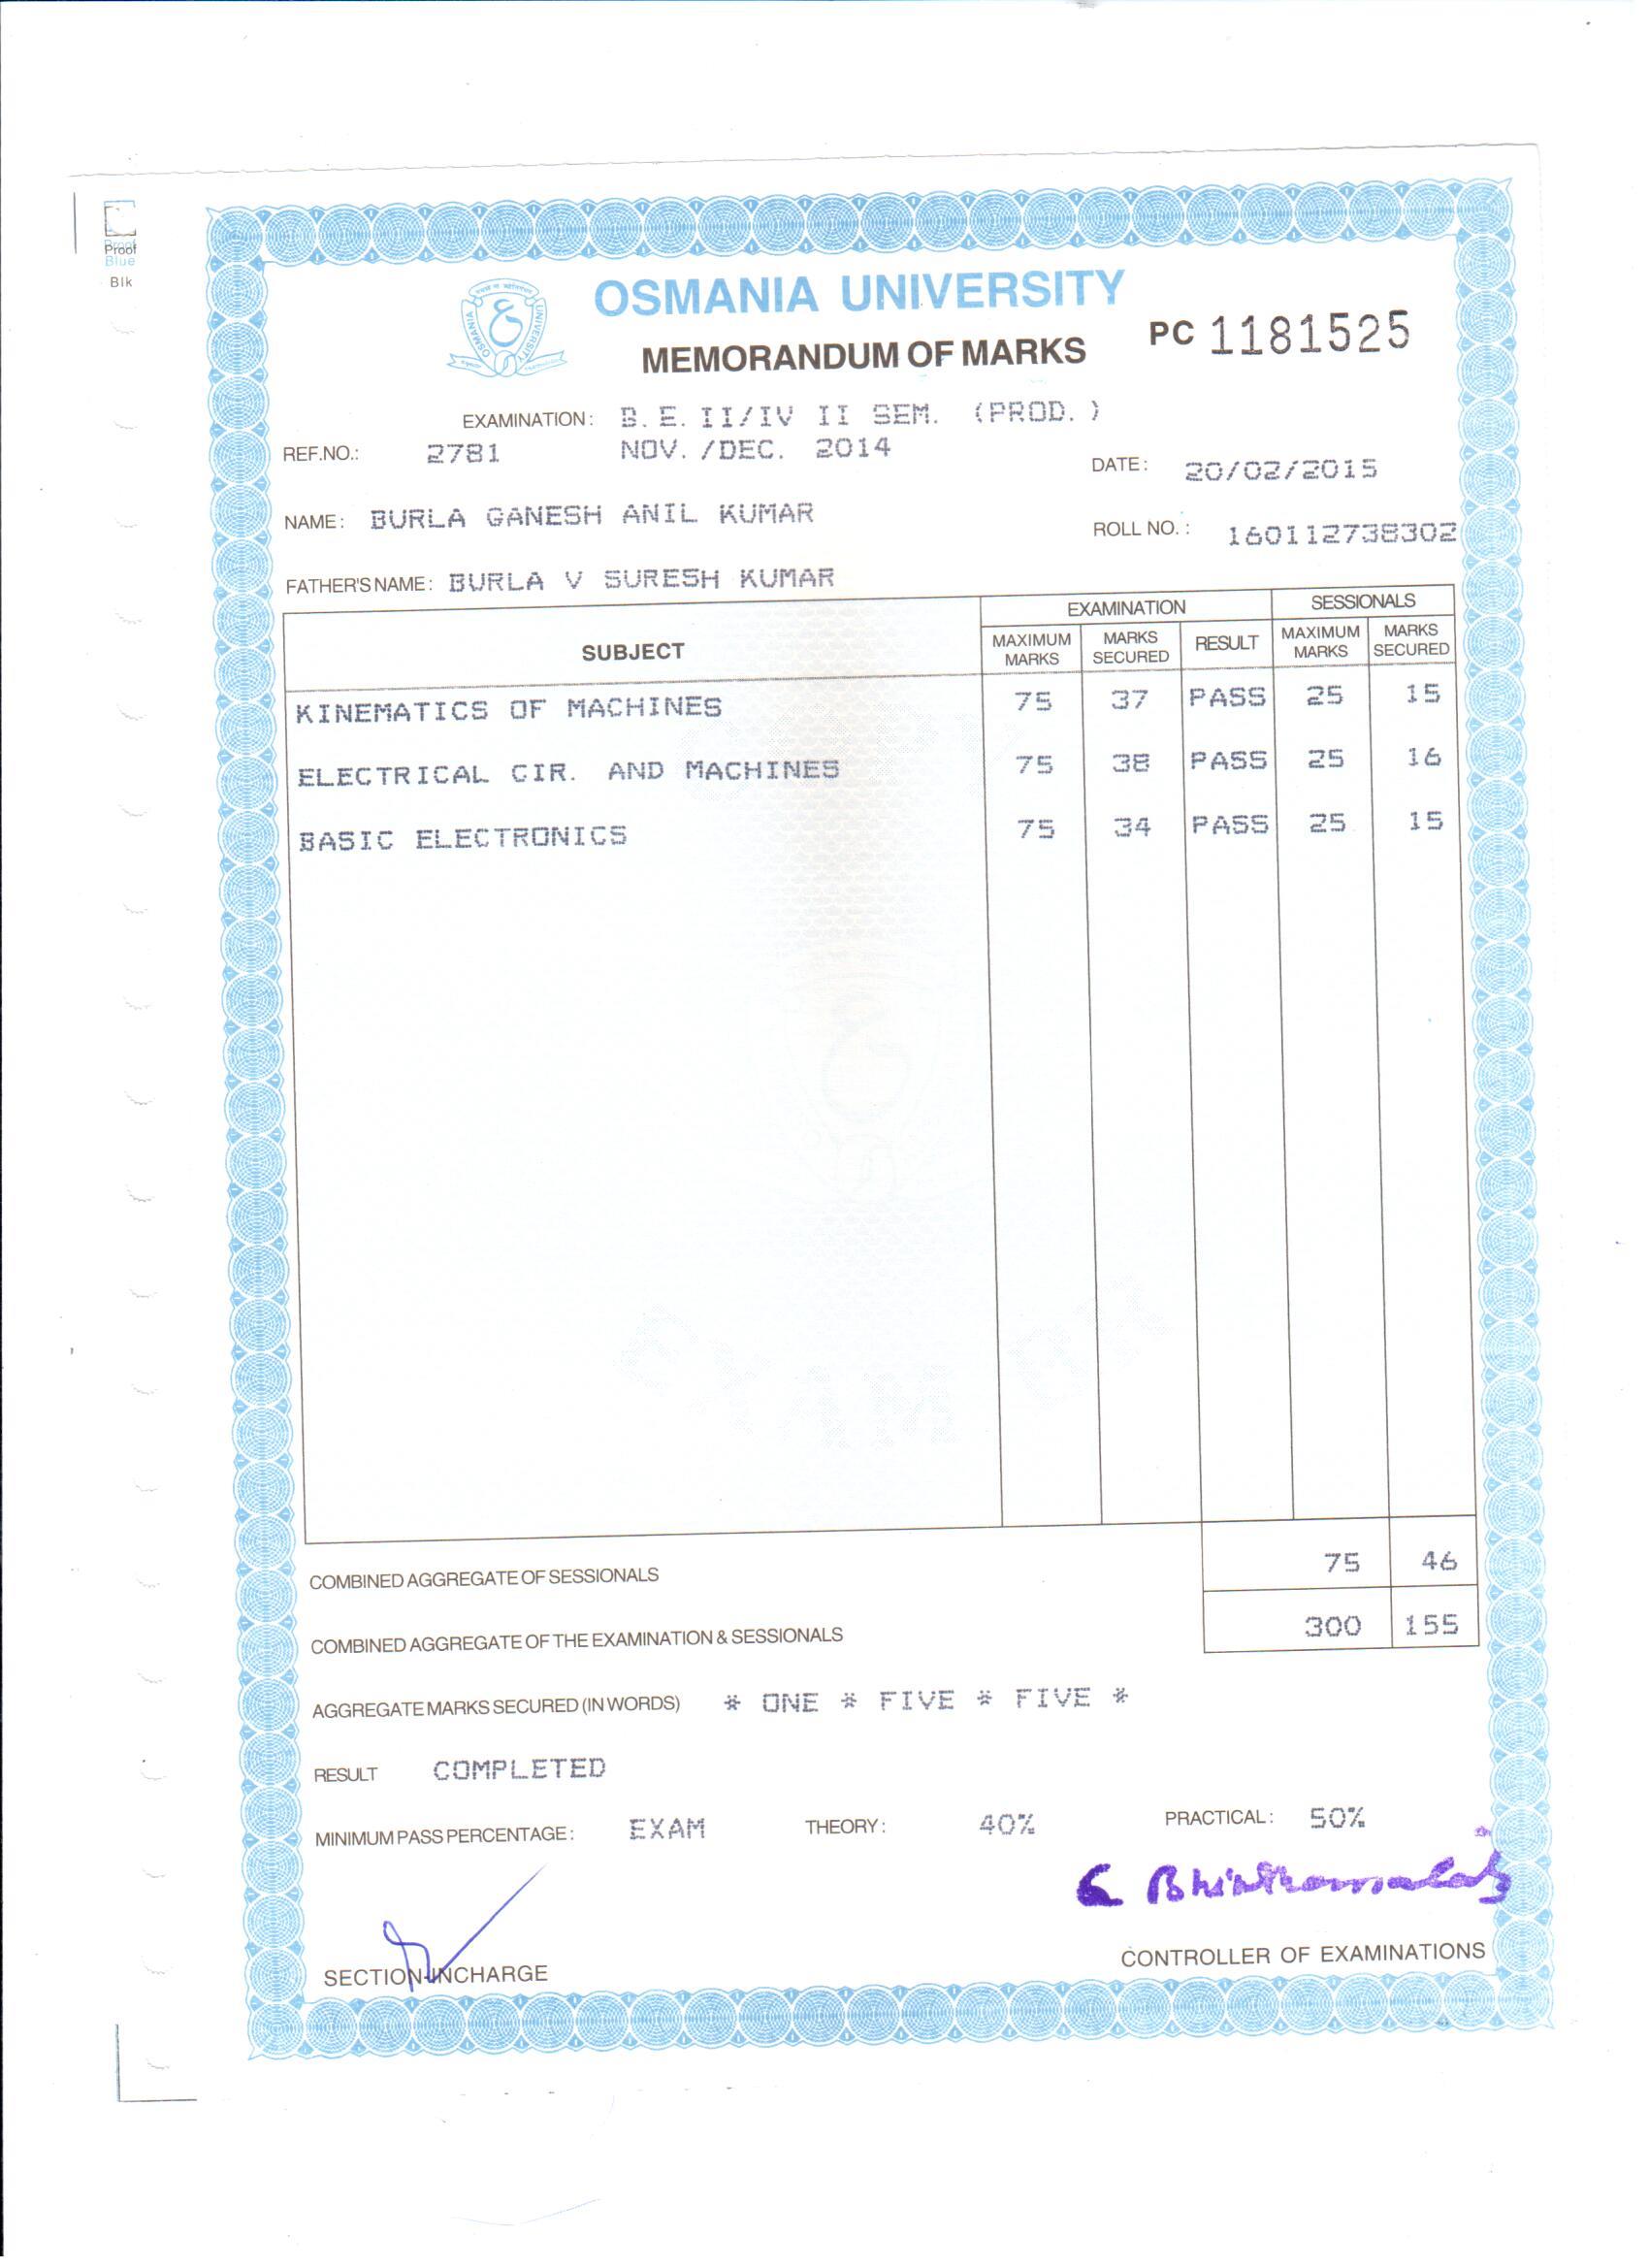 Proof
Blue
Blk
OSMANIA UNIVERSITY
OSMANIA UNIVERSITY
MEMORANDUM OF MARKS PC 1181525
EXAMINATION: B. E. II/IV II SEM. (PROD. )
REF.NO.: 2781 NOV. /DEC. 2014
DATE: 20/02/2015
NAME: BURLA GANESH ANIL KUMAR
ROLL NO. : 160112738302
FATHER'S NAME: BURLA V SURESH KUMAR
SUBJECT EXAMINATION SESSIONALS
MAXIMUM MARKS MARKS SECURED RESULT MAXIMUM MARKS MARKS SECURED
KINEMATICS OF MACHINES 75 37 PASS 25 15
ELECTRICAL CIR. AND MACHINES 75 38 PASS 25 16
BASIC ELECTRONICS 75 34 PASS 25 15
COMBINED AGGREGATE OF SESSIONALS 75 46
COMBINED AGGREGATE OF THE EXAMINATION & SESSIONALS 300 155
AGGREGATE MARKS SECURED (IN WORDS) * ONE * FIVE * FIVE *
RESULT COMPLETED
MINIMUM PASS PERCENTAGE: EXAM THEORY: 40% PRACTICAL: 50%
SECTION-INCHARGE CONTROLLER OF EXAMINATIONS